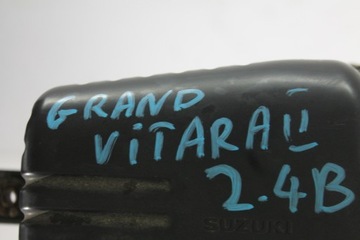 GRAND
VITARA II
2.4B
SUZUKI